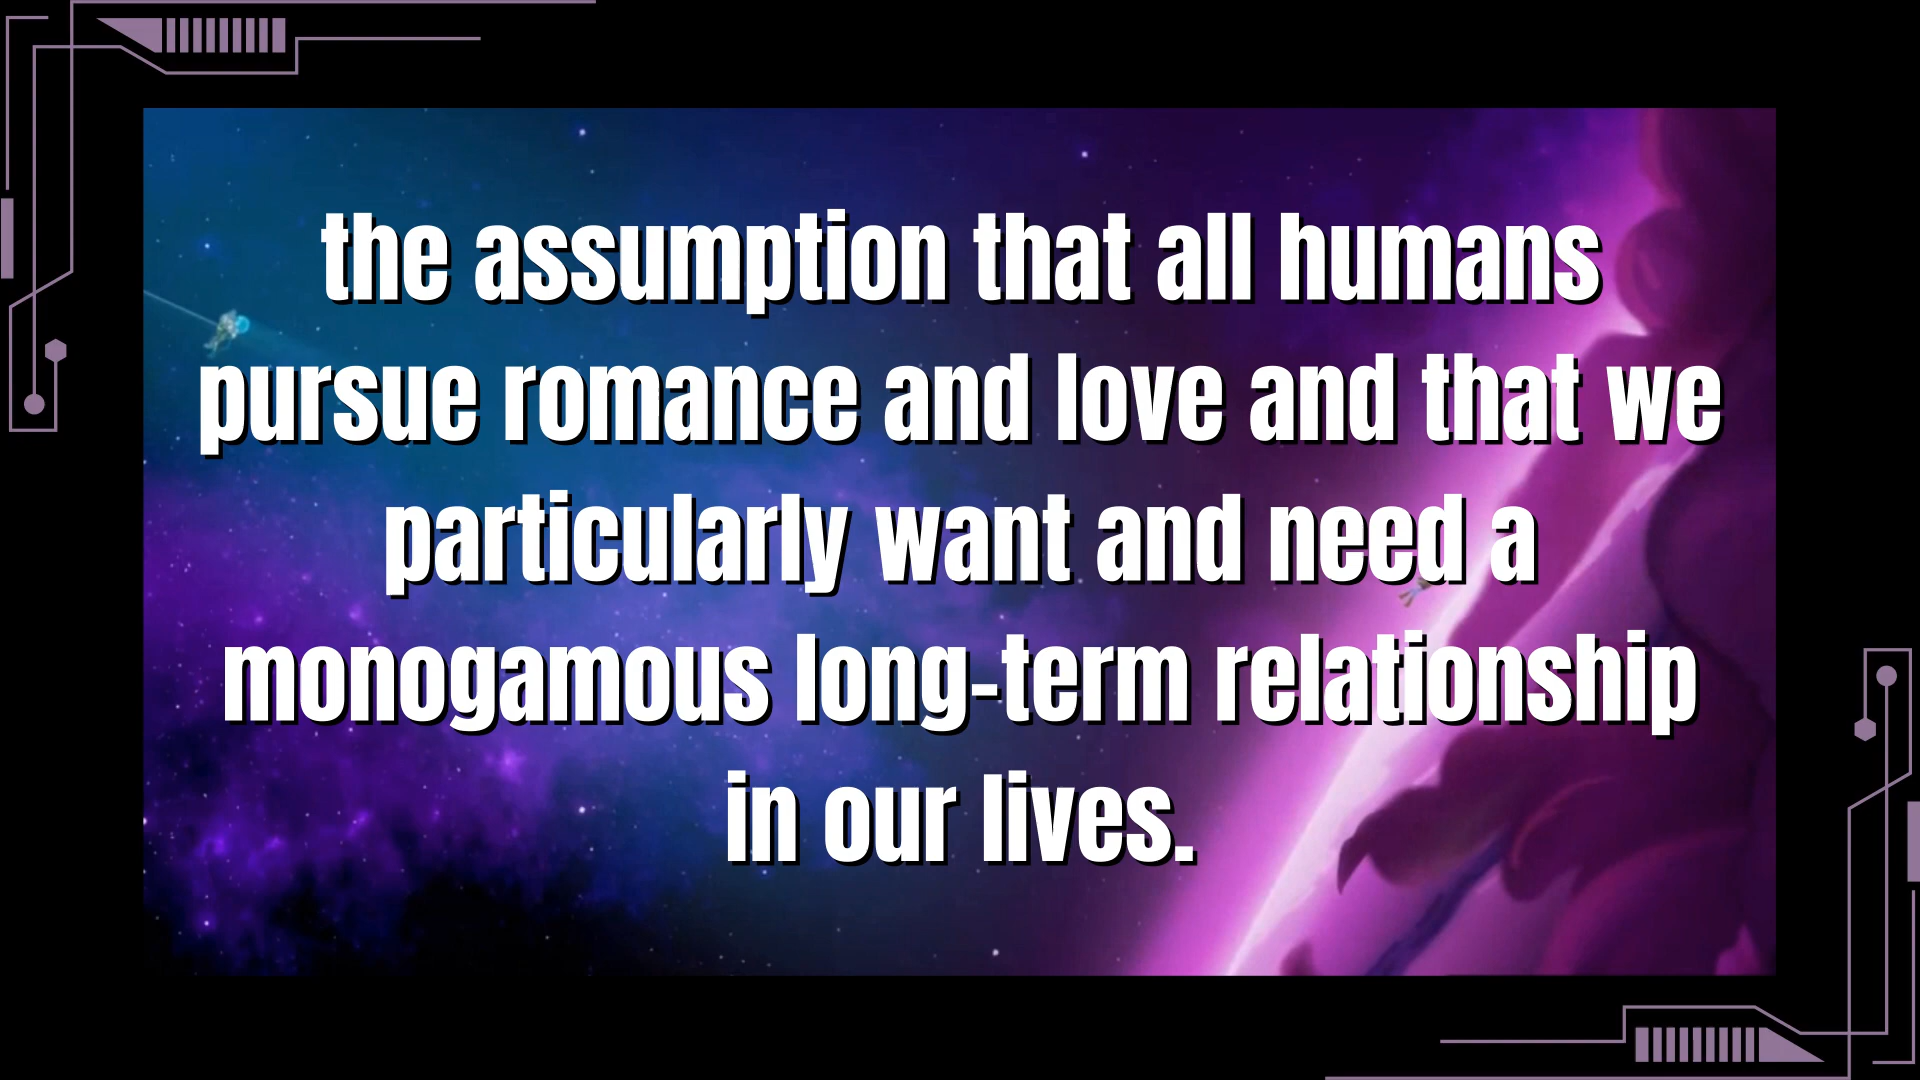 the assumption that all humans
pursue romance and love and that we
particularly want and need a
monogamous long-term relationship
in our lives.